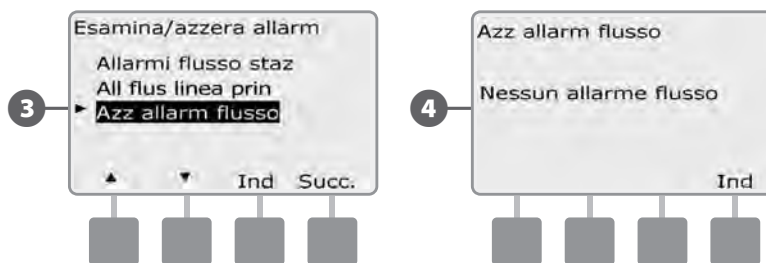 Esamina/azzera allarm
Allarmi flusso staz
All flus linea prin
3
Azz allarm flusso
Ind Succ.
Azz allarm flusso
4
Nessun allarme flusso
Ind